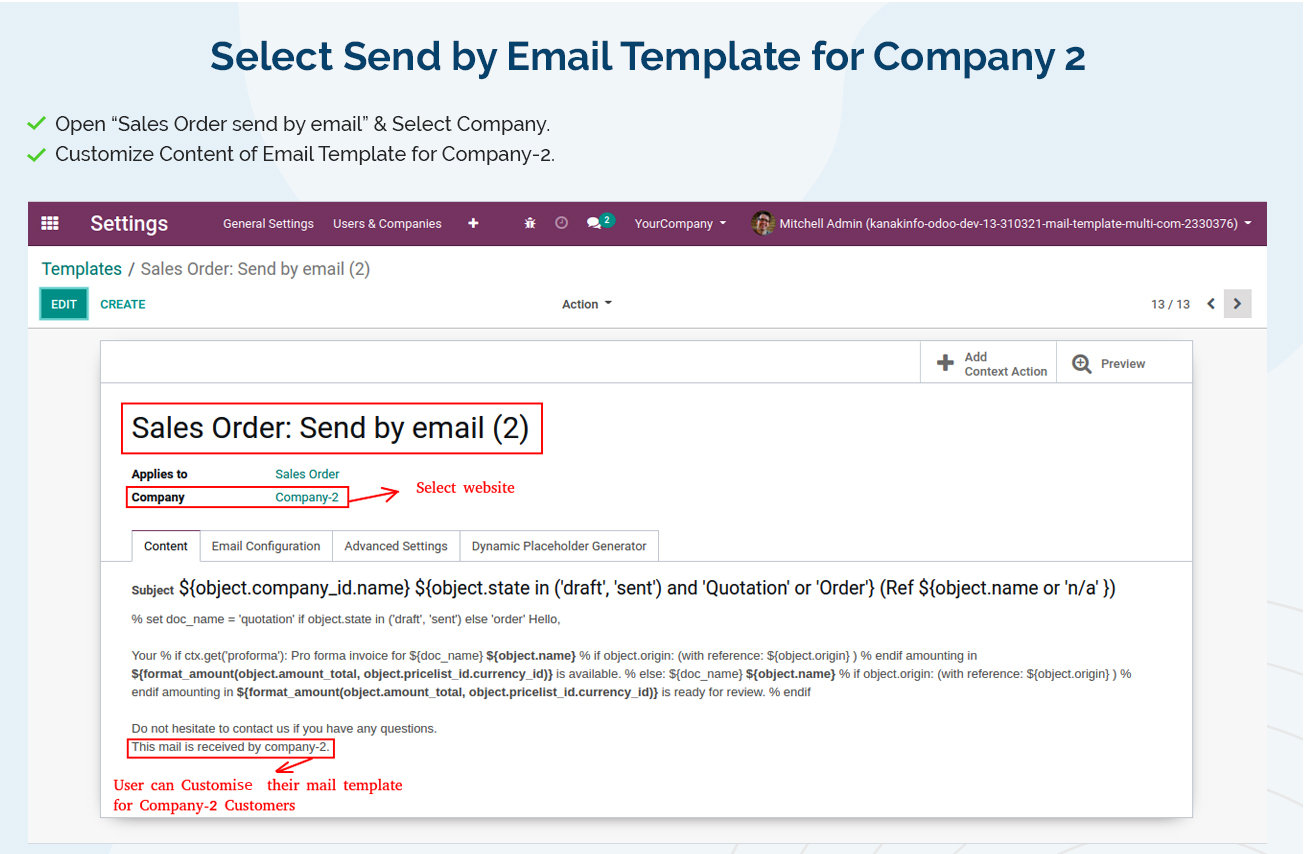 Select Send by Email Template for Company 2
Open “Sales Order send by email” & Select Company.
Customize Content of Email Template for Company-2.
Settings General Settings Users & Companies 2 YourCompany Mitchell Admin (kanakinfo-odoo-dev-13-310321-mail-template-multi-com-2330376)
Templates / Sales Order: Send by email (2)
EDIT CREATE Action 13 / 13
Add
Context Action
Preview
Sales Order: Send by email (2)
Applies to Sales Order
Company Company-2
Select website
Content Email Configuration Advanced Settings Dynamic Placeholder Generator
Subject ${object.company_id.name} ${object.state in ('draft', 'sent') and 'Quotation' or 'Order'} (Ref ${object.name or 'n/a' })
% set doc_name = 'quotation' if object.state in ('draft', 'sent') else 'order' Hello,
Your % if ctx.get('proforma'): Pro forma invoice for ${doc_name} ${object.name} % if object.origin: (with reference: ${object.origin} ) % endif amounting in
${format_amount(object.amount_total, object.pricelist_id.currency_id)} is available. % else: ${doc_name} ${object.name} % if object.origin: (with reference: ${object.origin} ) %
endif amounting in ${format_amount(object.amount_total, object.pricelist_id.currency_id)} is ready for review. % endif
Do not hesitate to contact us if you have any questions.
This mail is received by company-2.
User can Customise their mail template
for Company-2 Customers